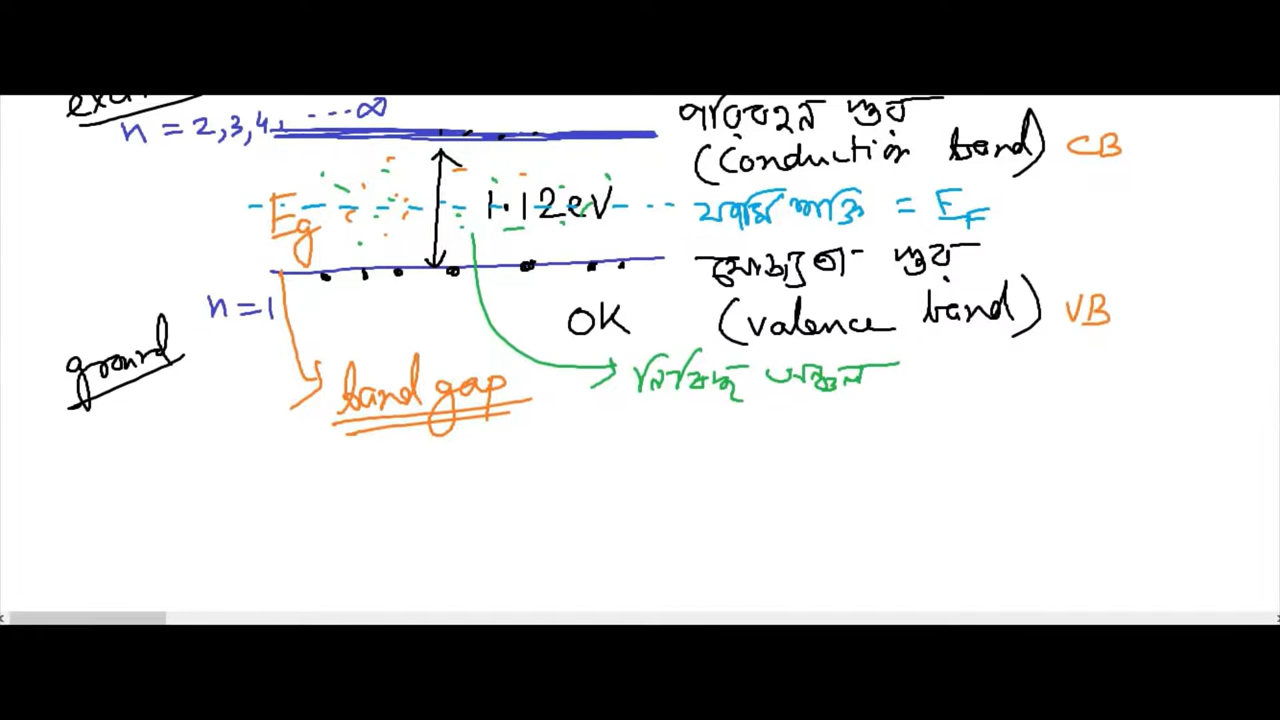 n = 2,3,4, ....∞
পরিবহন স্তর
(Conduction band) CB
Eg
1.12eV
ফার্মি শক্তি = EF
যোজ্যতা স্তর
n=1
OK
(valence band) VB
ground
band gap
নিষিদ্ধ অঞ্চল